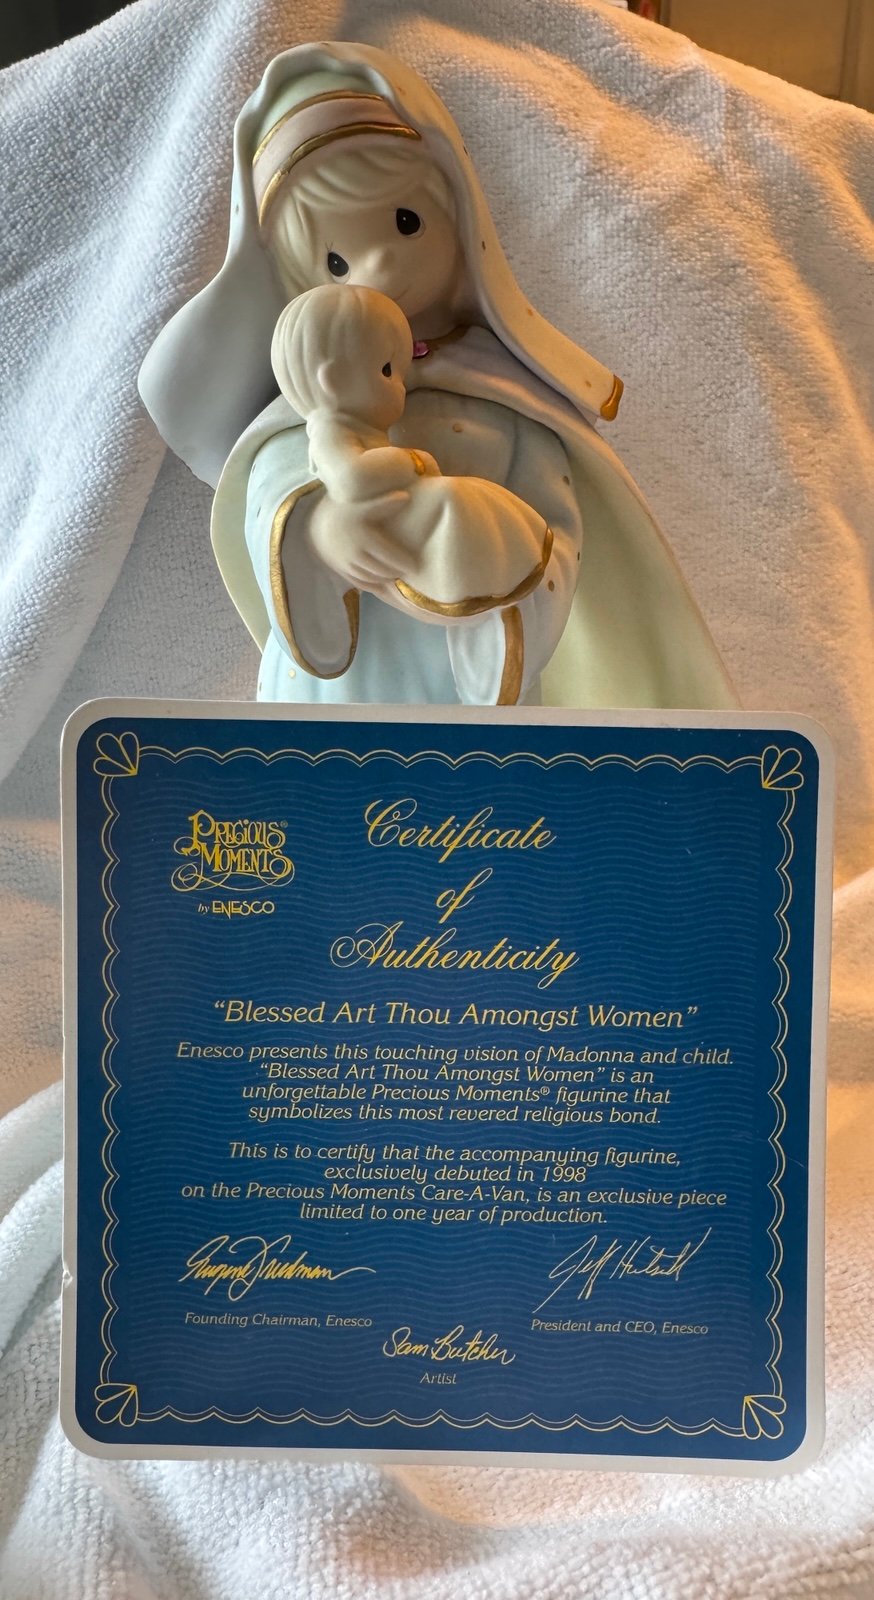 PRECIOUS®
MOMENTS
by ENESCO
Certificate
of
Authenticity
“Blessed Art Thou Amongst Women”
Enesco presents this touching vision of Madonna and child.
“Blessed Art Thou Amongst Women” is an
unforgettable Precious Moments® figurine that
symbolizes this most revered religious bond.
This is to certify that the accompanying figurine,
exclusively debuted in 1998
on the Precious Moments Care-A-Van, is an exclusive piece
limited to one year of production.
Eugene Freedman
Founding Chairman, Enesco
Jeff Hutsell
President and CEO, Enesco
Sam Butcher
Artist